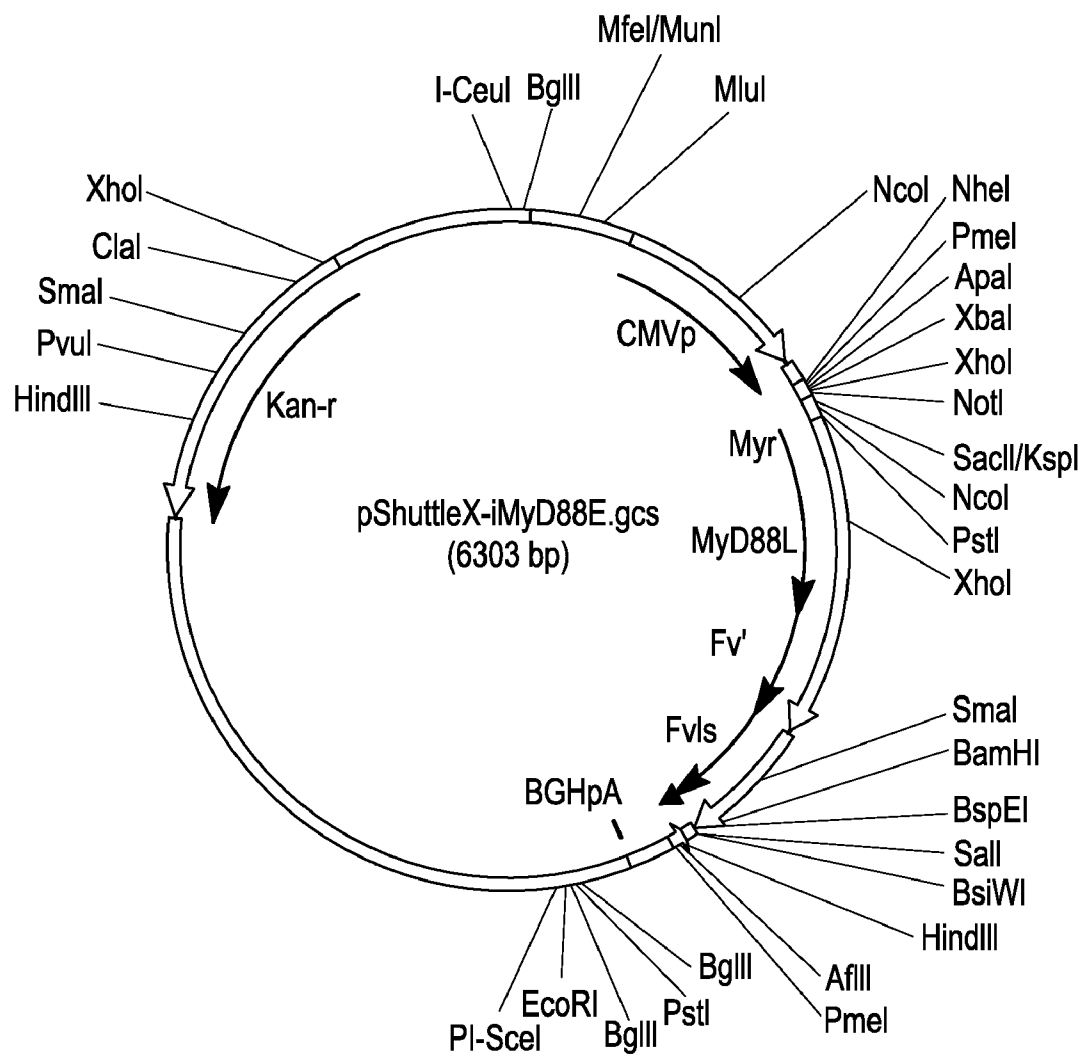 MfeI/MunI
I-CeuI
BglII
MluI
XhoI
NcoI
NheI
ClaI
PmeI
SmaI
ApaI
PvuI
XbaI
HindIII
XhoI
NotI
CMVp
Kan-r
Myr
SacII/KspI
NcoI
PstI
XhoI
pShuttleX-iMyD88E.gcs
(6303 bp)
MyD88L
Fv'
Fvls
SmaI
BamHI
BGHpA
BspEI
SalI
BsiWI
HindIII
BglII
AflII
PmeI
PstI
BglII
EcoRI
PI-SceI